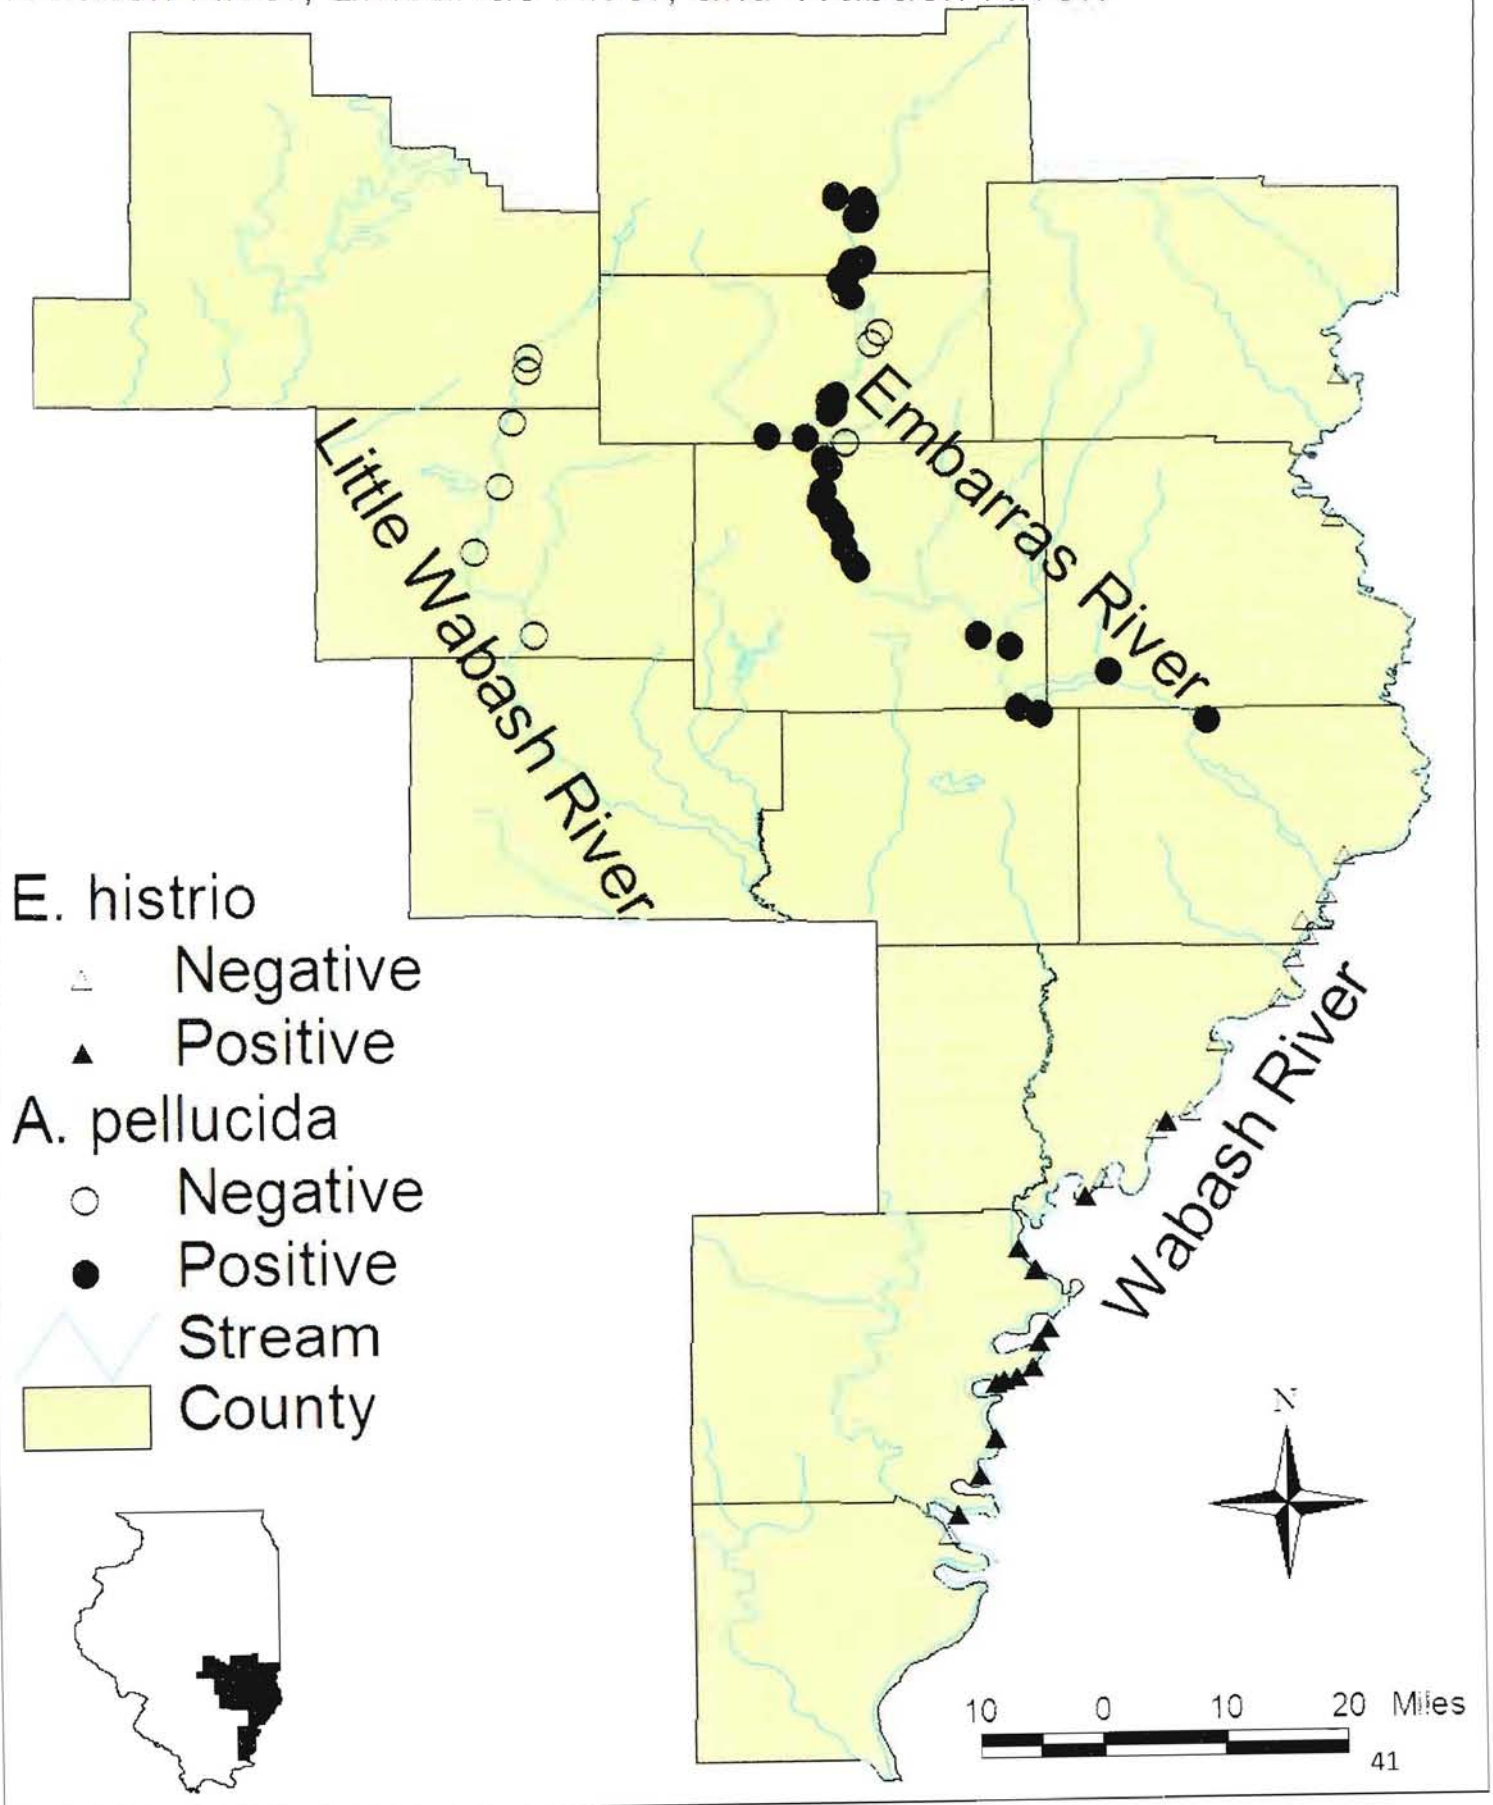 Embarras River
Little Wabash River
Wabash River
E. histrio
Negative
Positive
A. pellucida
Negative
Positive
Stream
County
N
10 0 10 20 Miles
41